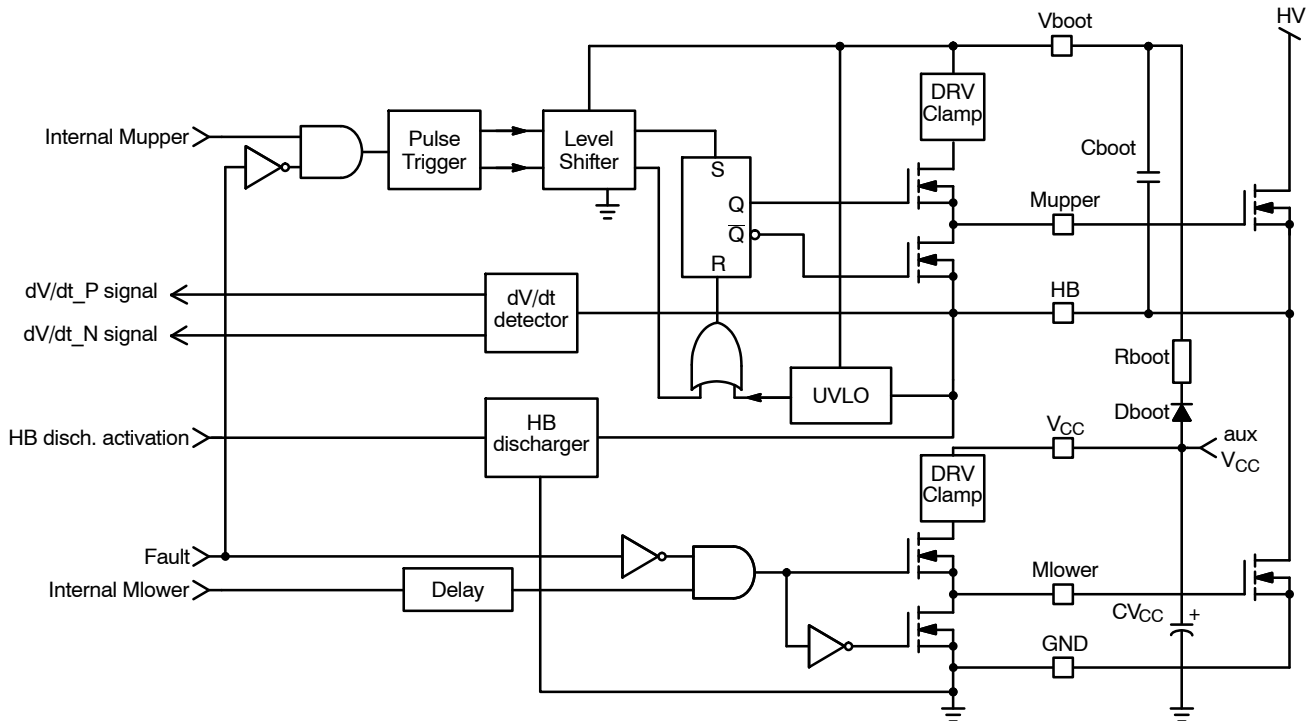 Vboot
HV
DRV
Clamp
Internal Mupper
Pulse
Trigger
Level
Shifter
Cboot
S
Q
Q
R
Mupper
dV/dt_P signal
dV/dt_N signal
dV/dt
detector
HB
UVLO
Rboot
Dboot
HB disch. activation
HB
discharger
VCC
aux
VCC
DRV
Clamp
Fault
Internal Mlower
Delay
Mlower
CVCC
+
GND